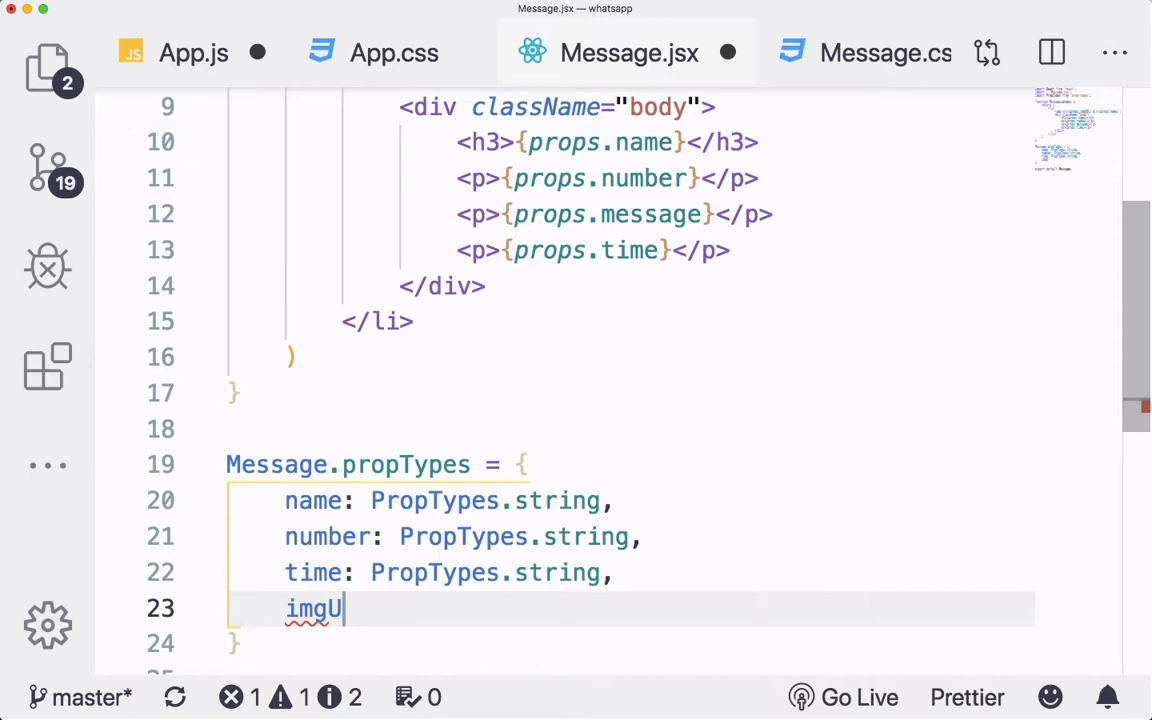 Message.jsx — whatsapp
JS App.js App.css Message.jsx Message.cs
2
19
9 <div className="body">
10 <h3>{props.name}</h3>
11 <p>{props.number}</p>
12 <p>{props.message}</p>
13 <p>{props.time}</p>
14 </div>
15 </li>
16 )
17 }
18
19 Message.propTypes = {
20 name: PropTypes.string,
21 number: PropTypes.string,
22 time: PropTypes.string,
23 imgU
24 }
master* 1 1 2 0 Go Live Prettier